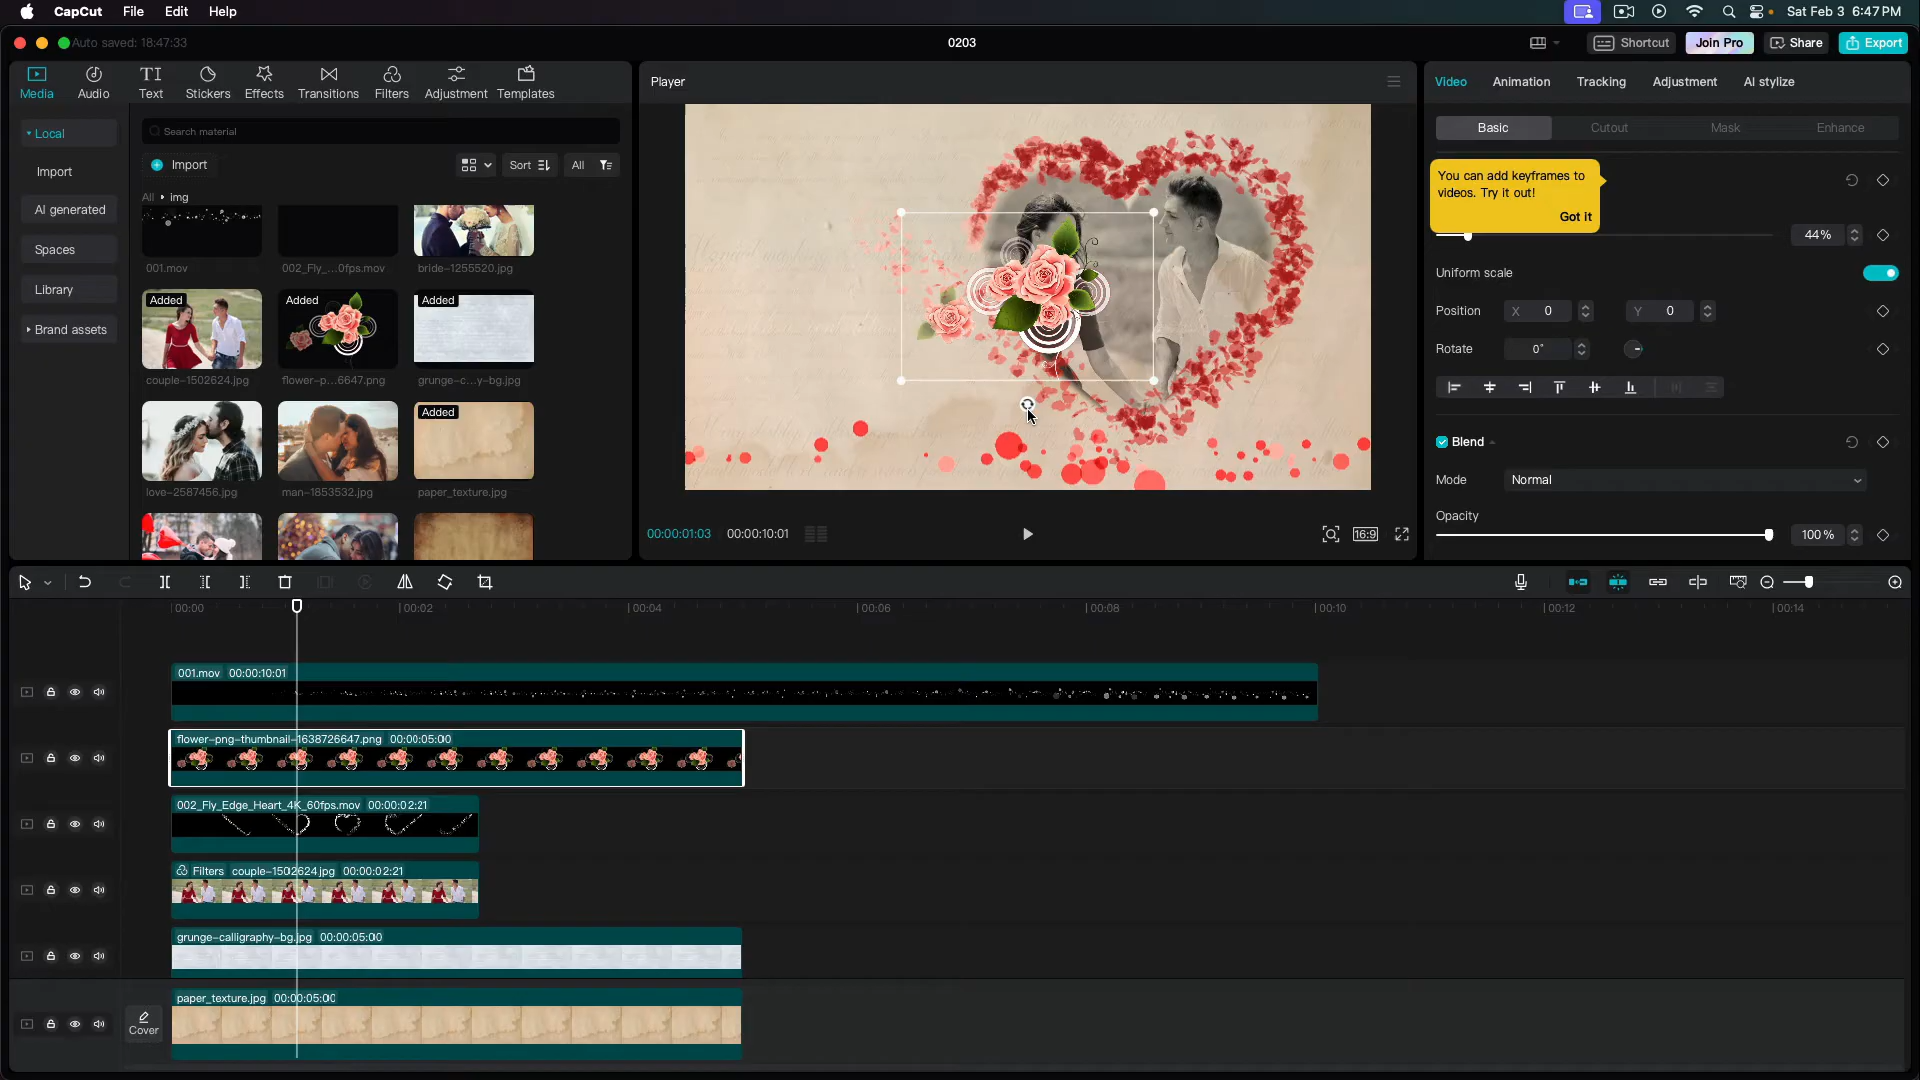 CapCut File Edit Help
Sat Feb 3 6:47 PM
Auto saved: 18:47:33
0203
Shortcut
Join Pro
Share
Export
Media
Audio
Text
Stickers
Effects
Transitions
Filters
Adjustment
Templates
Local
Import
AI generated
Spaces
Library
Brand assets
Search material
Import
Sort
All
All img
001.mov
002_Fly_...0fps.mov
bride-1255520.jpg
Added
couple-1502624.jpg
Added
flower-p...6647.png
Added
grunge-c...y-bg.jpg
love-2587456.jpg
man-1853532.jpg
Added
paper_texture.jpg
Player
00:00:01:03
00:00:10:01
16:9
Video
Animation
Tracking
Adjustment
AI stylize
Basic
Cutout
Mask
Enhance
You can add keyframes to
videos. Try it out!
Got it
44%
Uniform scale
Position X 0 Y 0
Rotate 0°
Blend
Mode Normal
Opacity
100%
00:00 00:02 00:04 00:06 00:08 00:10 00:12 00:14
001.mov 00:00:10:01
flower-png-thumbnail-1638726647.png 00:00:05:00
002_Fly_Edge_Heart_4K_60fps.mov 00:00:02:21
Filters couple-1502624.jpg 00:00:02:21
grunge-calligraphy-bg.jpg 00:00:05:00
paper_texture.jpg 00:00:05:00
Cover